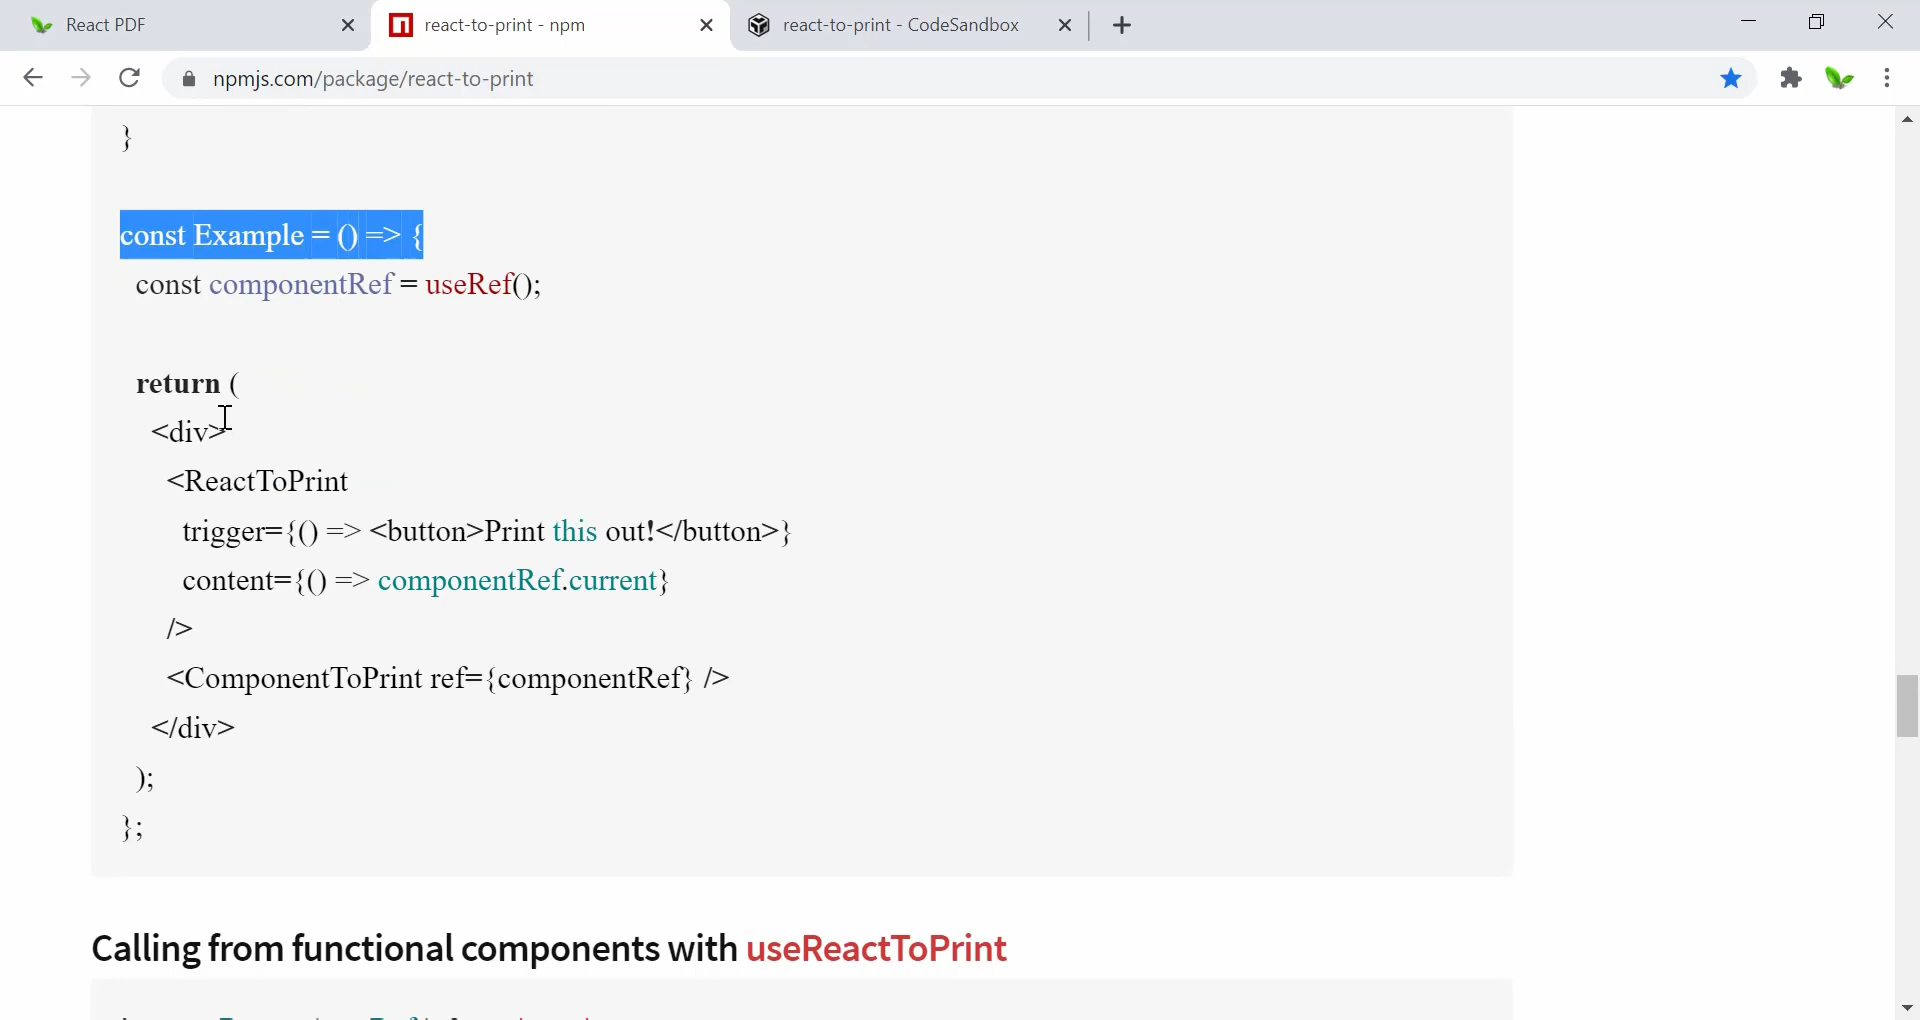 React PDF
react-to-print - npm
react-to-print - CodeSandbox
npmjs.com/package/react-to-print
}
const Example = () => {
const componentRef = useRef();
return (
<div>
<ReactToPrint
trigger={() => <button>Print this out!</button>}
content={() => componentRef.current}
/>
<ComponentToPrint ref={componentRef} />
</div>
);
};
Calling from functional components with useReactToPrint